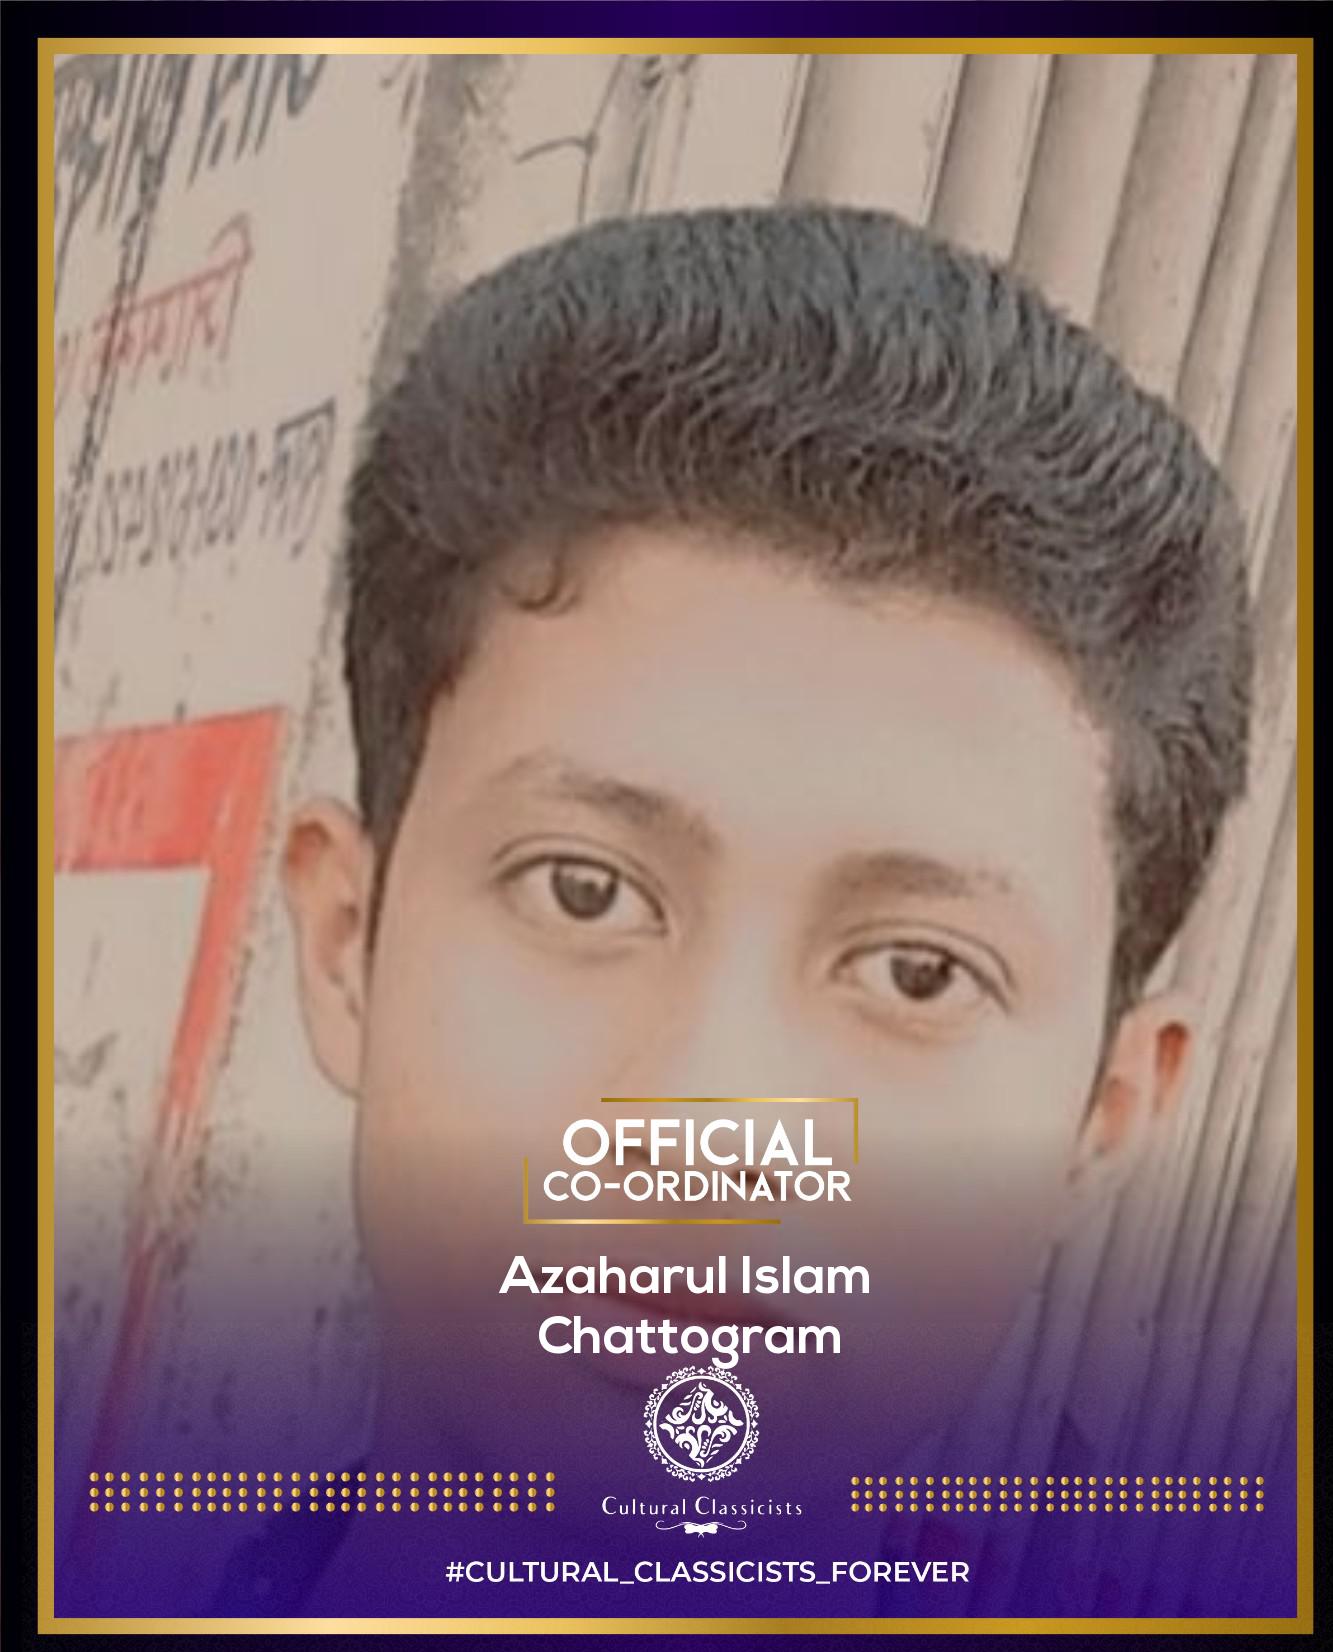 OFFICIAL
CO-ORDINATOR
Azaharul Islam
Chattogram
Cultural Classicists
#CULTURAL_CLASSICISTS_FOREVER